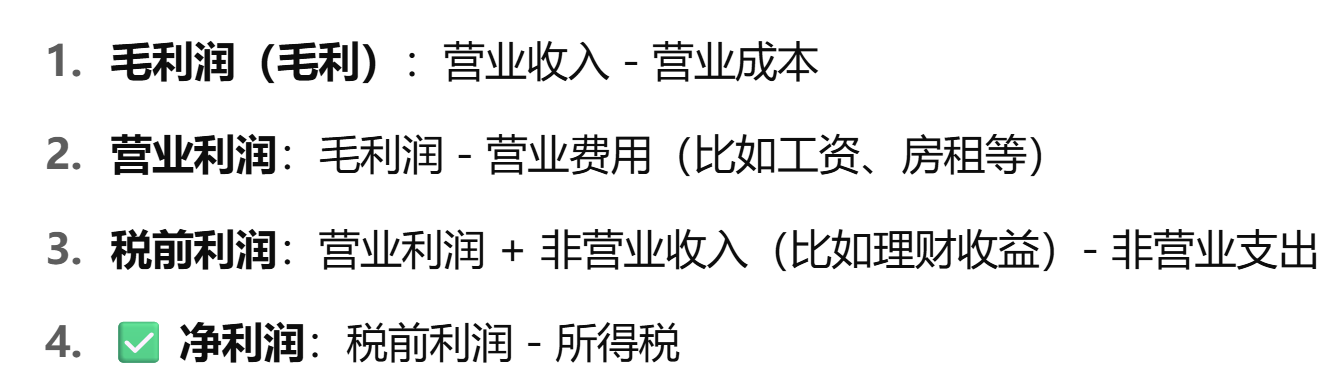 1. 毛利润（毛利）：营业收入 - 营业成本
2. 营业利润：毛利润 - 营业费用（比如工资、房租等）
3. 税前利润：营业利润 + 非营业收入（比如理财收益）- 非营业支出
4. ✅ 净利润：税前利润 - 所得税